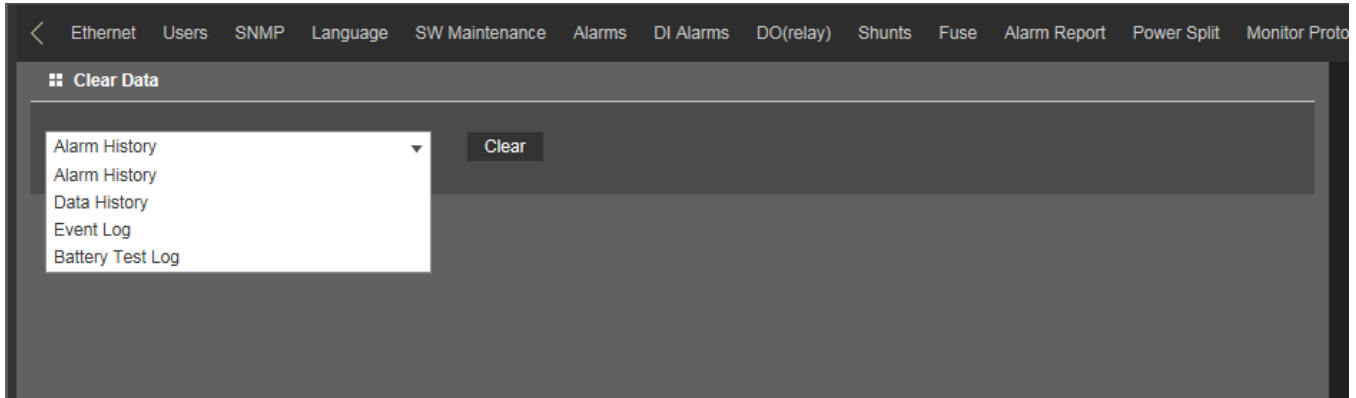 Ethernet Users SNMP Language SW Maintenance Alarms DI Alarms DO(relay) Shunts Fuse Alarm Report Power Split Monitor Proto
Clear Data
Alarm History Clear
Alarm History
Data History
Event Log
Battery Test Log